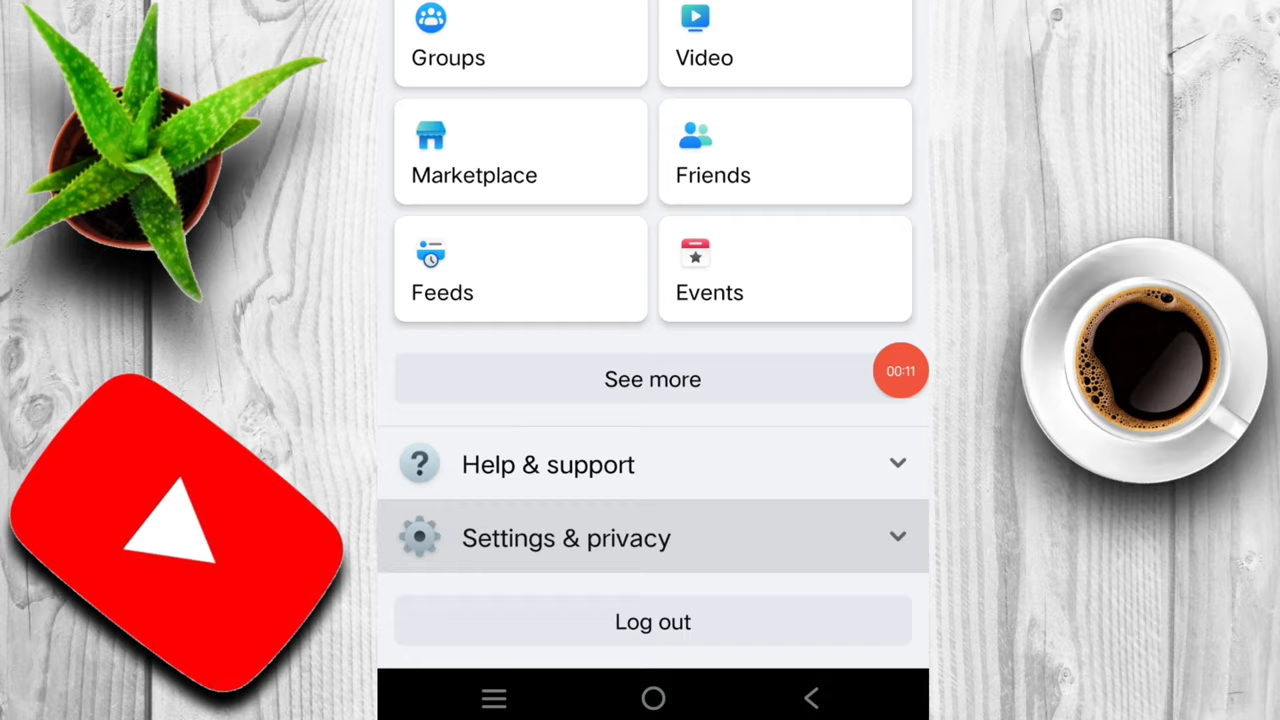 Groups
Video
Marketplace
Friends
Feeds
Events
See more
00:11
Help & support
Settings & privacy
Log out